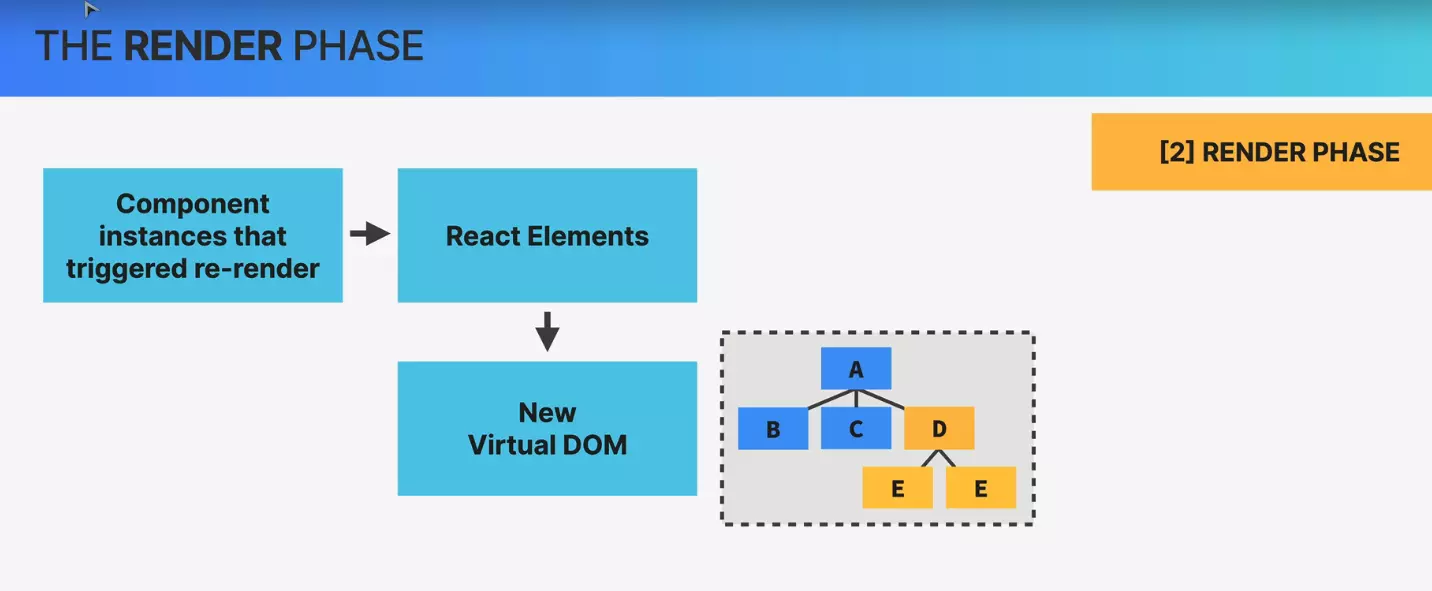 THE RENDER PHASE
[2] RENDER PHASE
Component
instances that
triggered re-render
React Elements
New
Virtual DOM
A
B
C
D
E
E